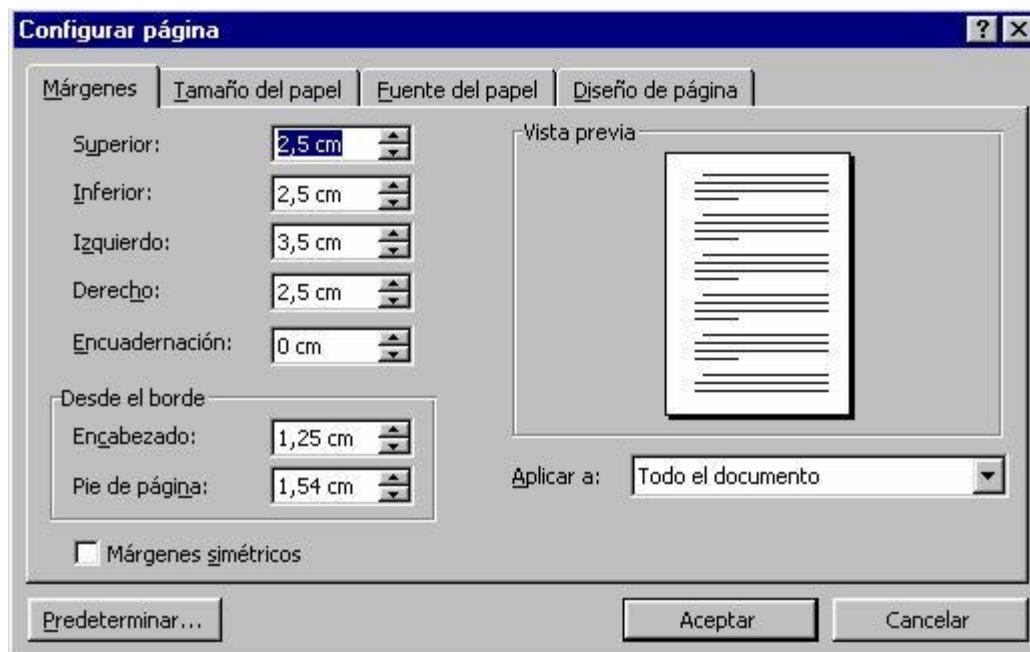 Configurar página
Márgenes
Tamaño del papel
Fuente del papel
Diseño de página
Superior: 2,5 cm
Inferior: 2,5 cm
Izquierdo: 3,5 cm
Derecho: 2,5 cm
Encuadernación: 0 cm
Desde el borde
Encabezado: 1,25 cm
Pie de página: 1,54 cm
Márgenes simétricos
Vista previa
Aplicar a: Todo el documento
Predeterminar...
Aceptar
Cancelar